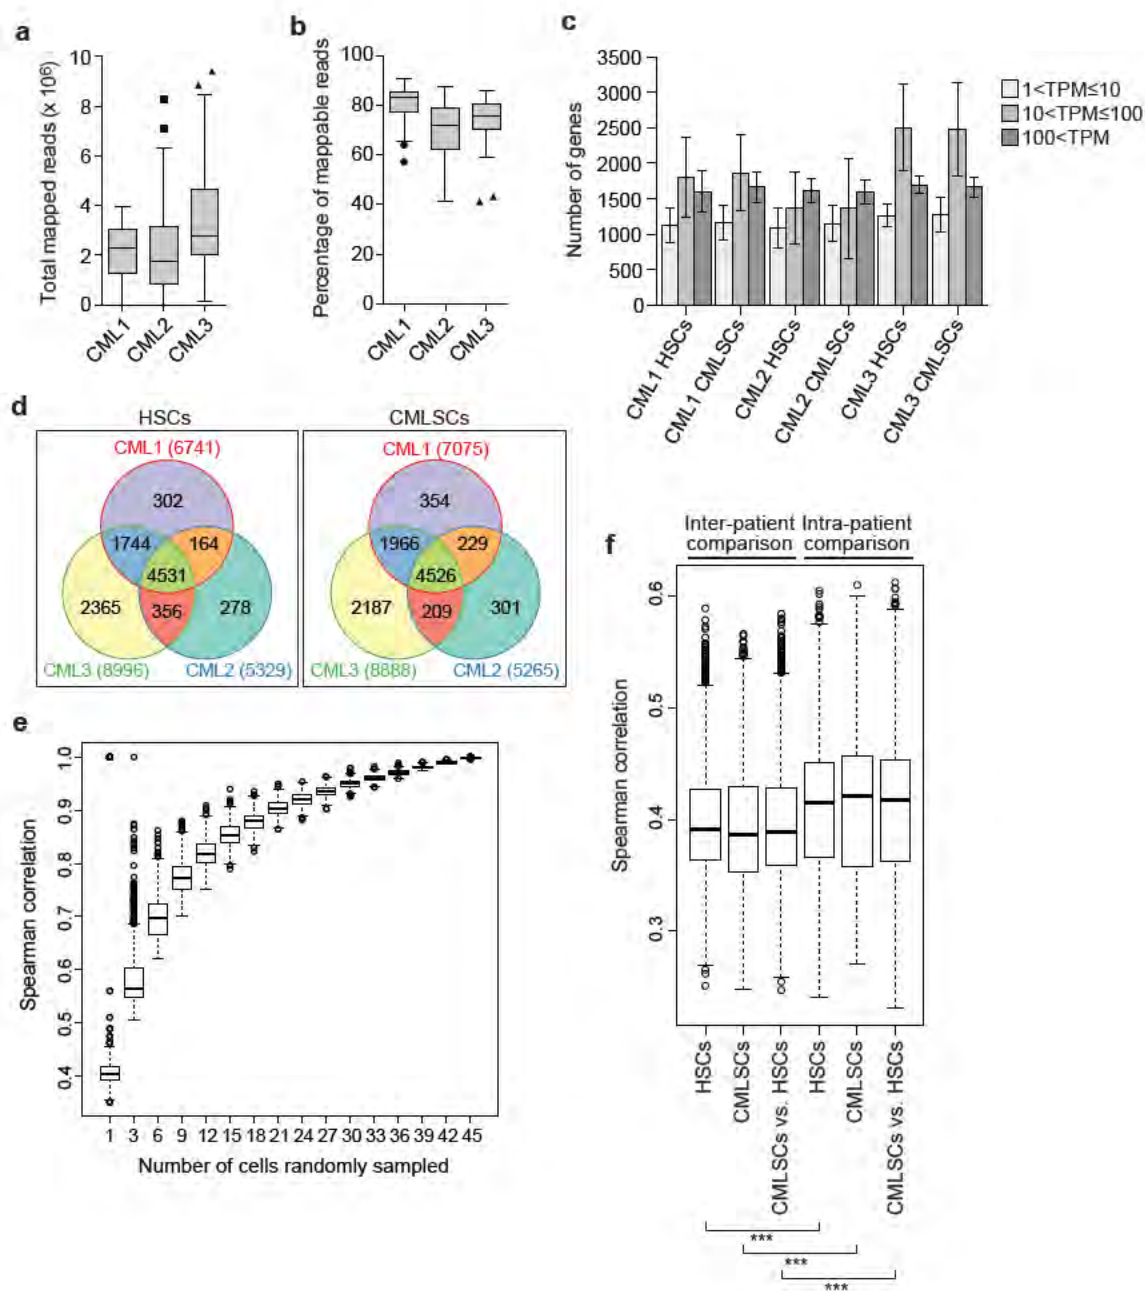 a
Total mapped reads (x 10⁶)
10
8
6
4
2
0
CML1
CML2
CML3
b
Percentage of mappable reads
100
80
60
40
20
0
CML1
CML2
CML3
c
Number of genes
3500
3000
2500
2000
1500
1000
500
0
CML1 HSCs
CML1 CMLSCs
CML2 HSCs
CML2 CMLSCs
CML3 HSCs
CML3 CMLSCs
1<TPM≤10
10<TPM≤100
100<TPM
d
HSCs
CML1 (6741)
302
1744
164
4531
2365
356
278
CML3 (8996)
CML2 (5329)
CMLSCs
CML1 (7075)
354
1966
229
4526
2187
209
301
CML3 (8888)
CML2 (5265)
e
Spearman correlation
1.0
0.9
0.8
0.7
0.6
0.5
0.4
1 3 6 9 12 15 18 21 24 27 30 33 36 39 42 45
Number of cells randomly sampled
f
Inter-patient
comparison
Intra-patient
comparison
Spearman correlation
0.6
0.5
0.4
0.3
HSCs
CMLSCs
CMLSCs vs. HSCs
HSCs
CMLSCs
CMLSCs vs. HSCs
***
***
***